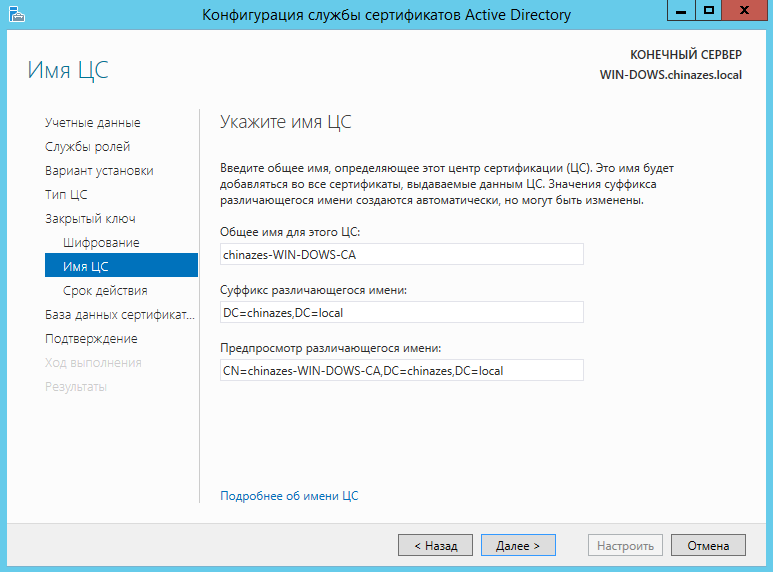 Конфигурация службы сертификатов Active Directory
Имя ЦС
КОНЕЧНЫЙ СЕРВЕР
WIN-DOWS.chinazes.local
Учетные данные
Службы ролей
Вариант установки
Тип ЦС
Закрытый ключ
Шифрование
Имя ЦС
Срок действия
База данных сертификат...
Подтверждение
Ход выполнения
Результаты
Укажите имя ЦС
Введите общее имя, определяющее этот центр сертификации (ЦС). Это имя будет
добавляться во все сертификаты, выдаваемые данным ЦС. Значения суффикса
различающегося имени создаются автоматически, но могут быть изменены.
Общее имя для этого ЦС:
chinazes-WIN-DOWS-CA
Суффикс различающегося имени:
DC=chinazes,DC=local
Предпросмотр различающегося имени:
CN=chinazes-WIN-DOWS-CA,DC=chinazes,DC=local
Подробнее об имени ЦС
< Назад
Далее >
Настроить
Отмена